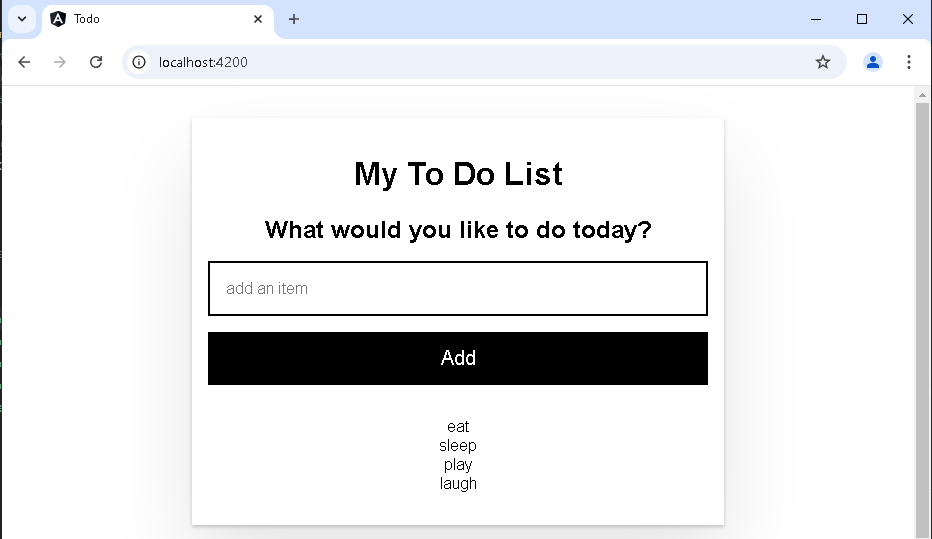 Todo
localhost:4200
My To Do List
What would you like to do today?
add an item
Add
eat
sleep
play
laugh